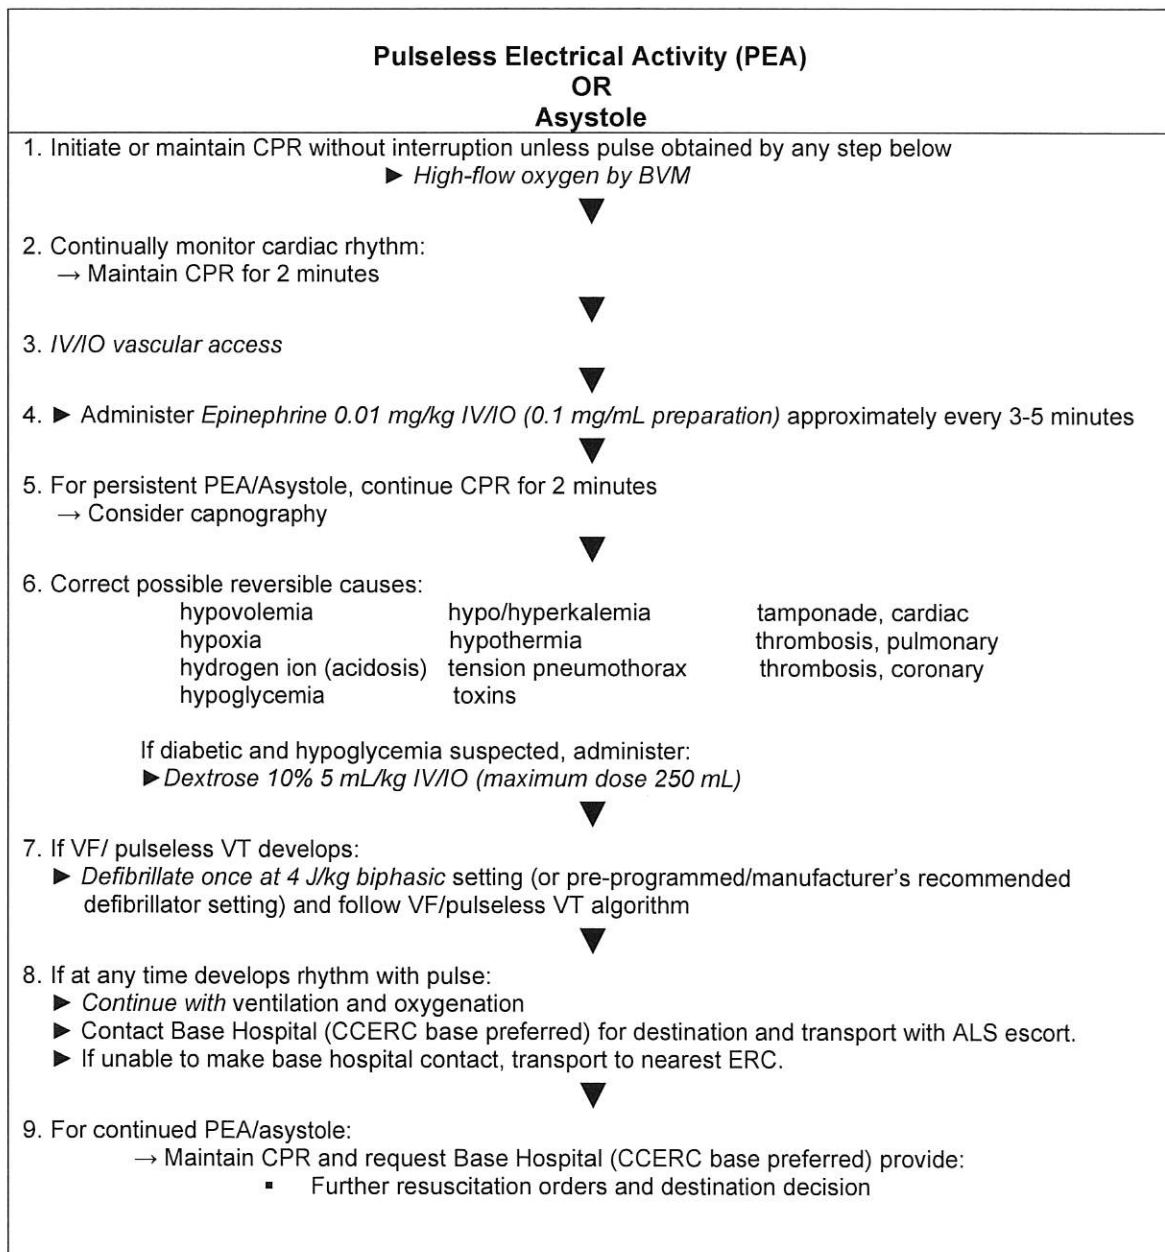 Pulseless Electrical Activity (PEA)
OR
Asystole
1. Initiate or maintain CPR without interruption unless pulse obtained by any step below
► High-flow oxygen by BVM
2. Continually monitor cardiac rhythm:
→ Maintain CPR for 2 minutes
3. IV/IO vascular access
4. ► Administer Epinephrine 0.01 mg/kg IV/IO (0.1 mg/mL preparation) approximately every 3-5 minutes
5. For persistent PEA/Asystole, continue CPR for 2 minutes
→ Consider capnography
6. Correct possible reversible causes:
hypovolemia hypo/hyperkalemia tamponade, cardiac
hypoxia hypothermia thrombosis, pulmonary
hydrogen ion (acidosis) tension pneumothorax thrombosis, coronary
hypoglycemia toxins
If diabetic and hypoglycemia suspected, administer:
►Dextrose 10% 5 mL/kg IV/IO (maximum dose 250 mL)
7. If VF/ pulseless VT develops:
► Defibrillate once at 4 J/kg biphasic setting (or pre-programmed/manufacturer's recommended
defibrillator setting) and follow VF/pulseless VT algorithm
8. If at any time develops rhythm with pulse:
► Continue with ventilation and oxygenation
► Contact Base Hospital (CCERC base preferred) for destination and transport with ALS escort.
► If unable to make base hospital contact, transport to nearest ERC.
9. For continued PEA/asystole:
→ Maintain CPR and request Base Hospital (CCERC base preferred) provide:
▪ Further resuscitation orders and destination decision